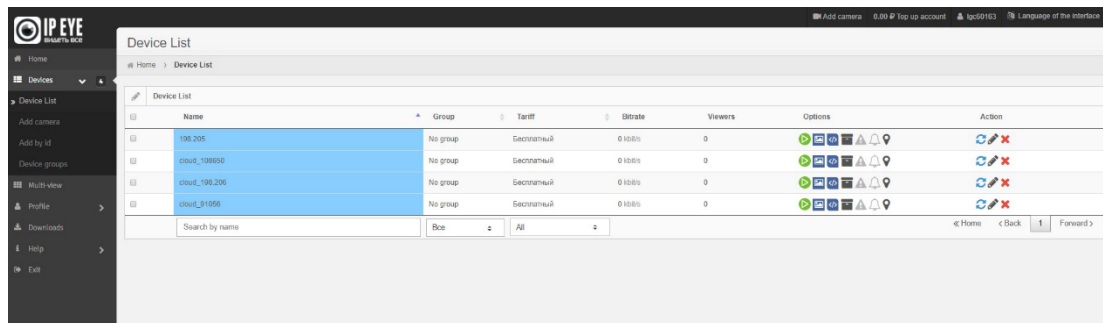 Add camera 0.00 ₽ Top up account lgc60163 Language of the interface
IP EYE
ВИДЕТЬ ВСЕ
Device List
Home
Home > Device List
Devices
Device List
Device List
Add camera
Add by id
Device groups
Multi-view
Profile
Downloads
Help
Exit
Name Group Tariff Bitrate Viewers Options Action
198.205 No group Бесплатный 0 kbit/s 0
cloud_108650 No group Бесплатный 0 kbit/s 0
cloud_198.206 No group Бесплатный 0 kbit/s 0
cloud_91056 No group Бесплатный 0 kbit/s 0
Search by name Все All
« Home < Back 1 Forward >